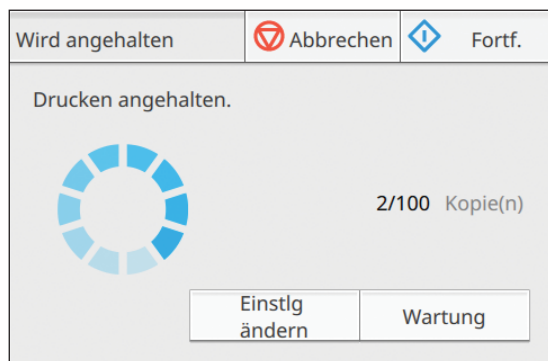 Wird angehalten Abbrechen Fortf.
Drucken angehalten.
2/100 Kopie(n)
Einstlg
ändern
Wartung